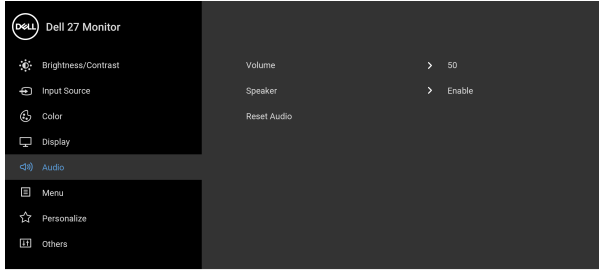 DELL Dell 27 Monitor
Brightness/Contrast
Input Source
Color
Display
Audio
Menu
Personalize
Others
Volume > 50
Speaker > Enable
Reset Audio